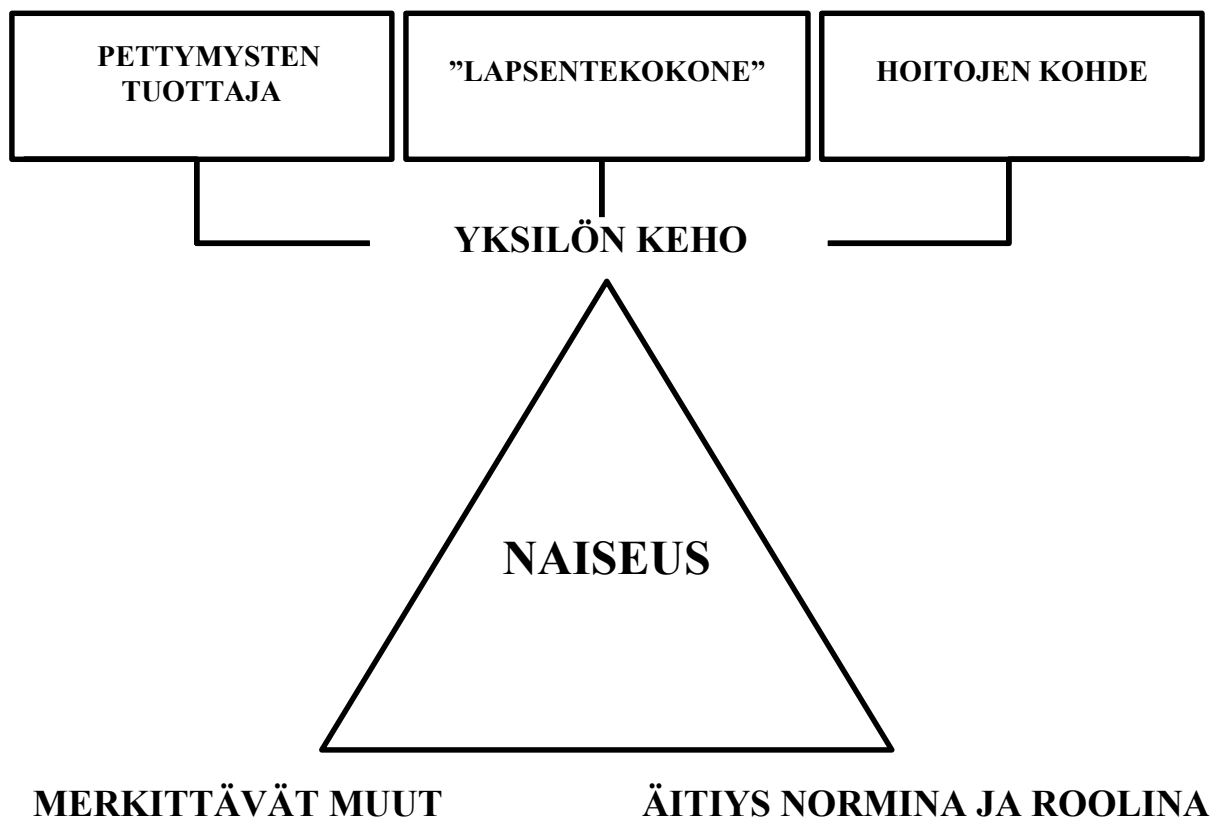 PETTYMYSTEN
TUOTTAJA
”LAPSENTEKOKONE”
HOITOJEN KOHDE
YKSILÖN KEHO
NAISEUS
MERKITTÄVÄT MUUT
ÄITIYS NORMINA JA ROOLINA